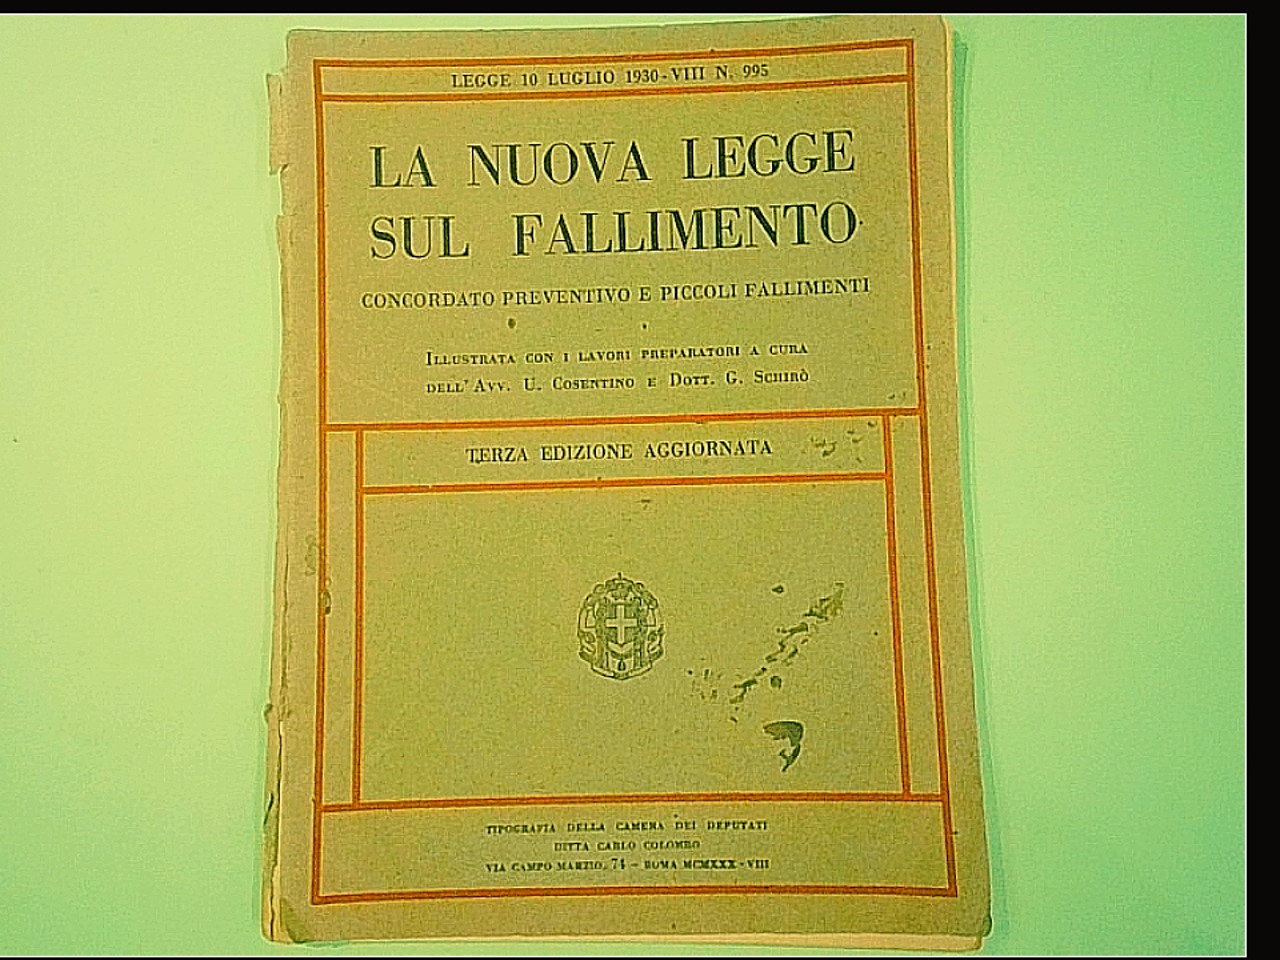 LEGGE 10 LUGLIO 1930-VIII N. 995
LA NUOVA LEGGE
SUL FALLIMENTO
CONCORDATO PREVENTIVO E PICCOLI FALLIMENTI
ILLUSTRATA CON I LAVORI PREPARATORI A CURA
DELL'AVV. U. COSENTINO E DOTT. G. SCHIRÒ
TERZA EDIZIONE AGGIORNATA
TIPOGRAFIA DELLA CAMERA DEI DEPUTATI
DITTA CARLO COLOMBO
VIA CAMPO MARZIO, 74 – ROMA MCMXXX-VIII